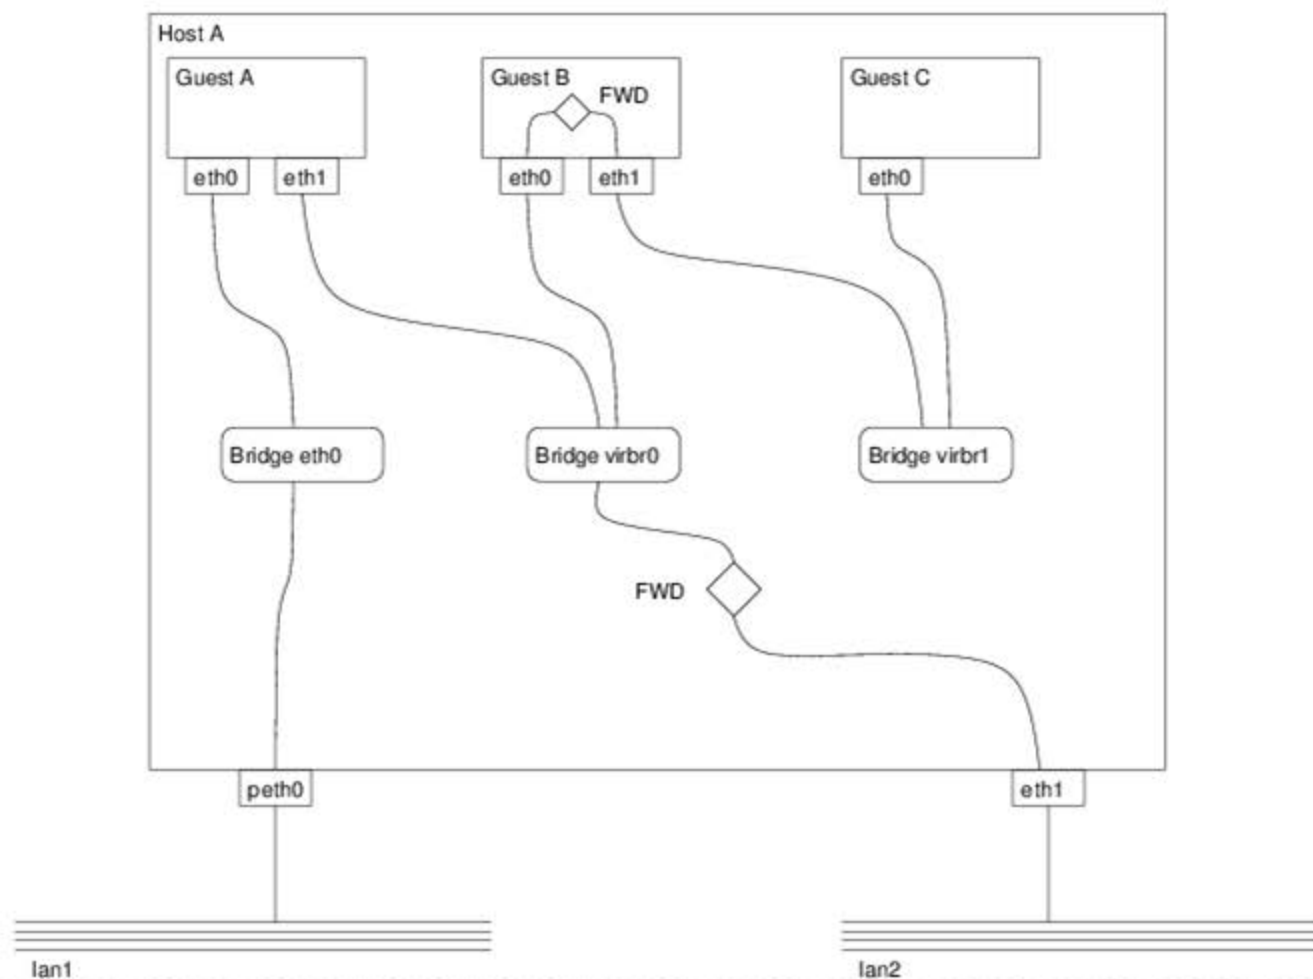 Host A
Guest A
Guest B
FWD
Guest C
eth0
eth1
eth0
eth1
eth0
Bridge eth0
Bridge virbr0
Bridge virbr1
FWD
peth0
eth1
lan1
lan2